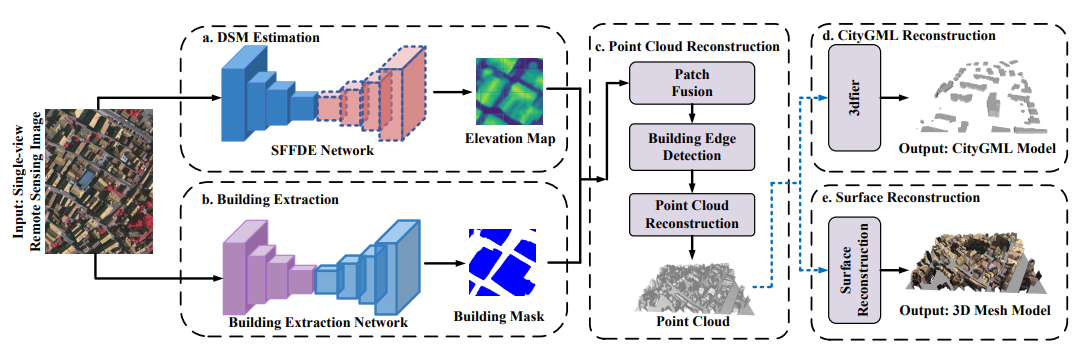 Input: Single-view
Remote Sensing Image
a. DSM Estimation
SFFDE Network
Elevation Map
b. Building Extraction
Building Extraction Network
Building Mask
c. Point Cloud Reconstruction
Patch
Fusion
Building Edge
Detection
Point Cloud
Reconstruction
Point Cloud
d. CityGML Reconstruction
3dfier
Output: CityGML Model
e. Surface Reconstruction
Surface
Reconstruction
Output: 3D Mesh Model